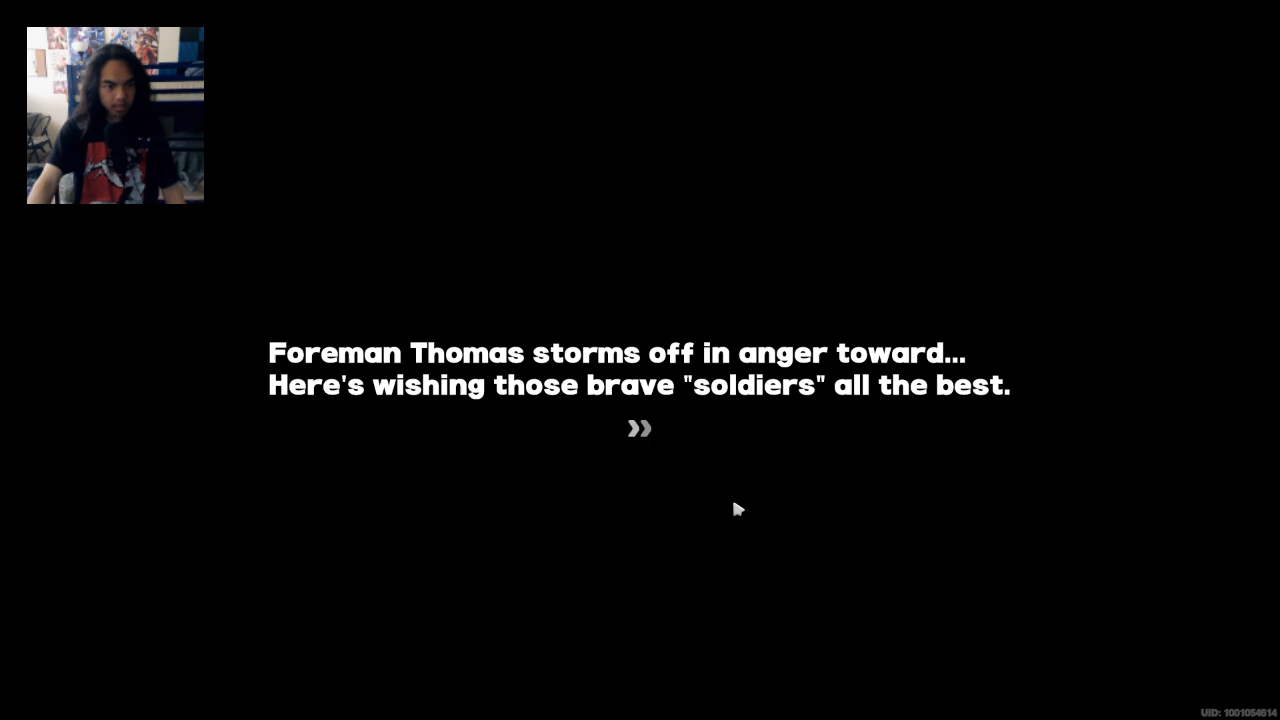 Foreman Thomas storms off in anger toward...
Here's wishing those brave "soldiers" all the best.
UID: 1001054614